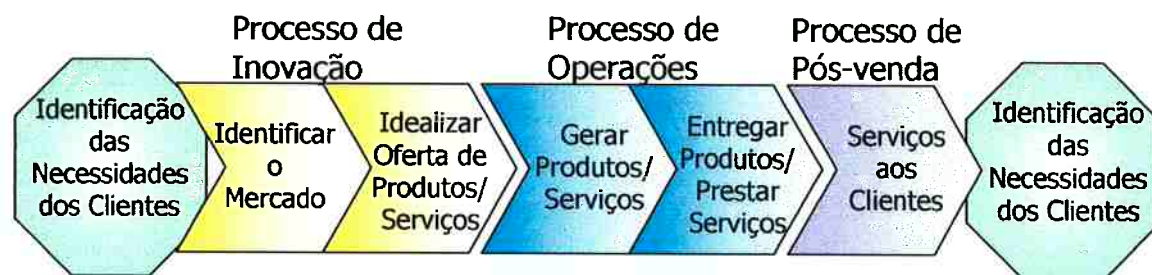 Processo de
Inovação
Processo de
Operações
Processo de
Pós-venda
Identificação
das
Necessidades
dos Clientes
Identificar
o
Mercado
Idealizar
Oferta de
Produtos/
Serviços
Gerar
Produtos/
Serviços
Entregar
Produtos/
Prestar
Serviços
Serviços
aos
Clientes
Identificação
das
Necessidades
dos Clientes